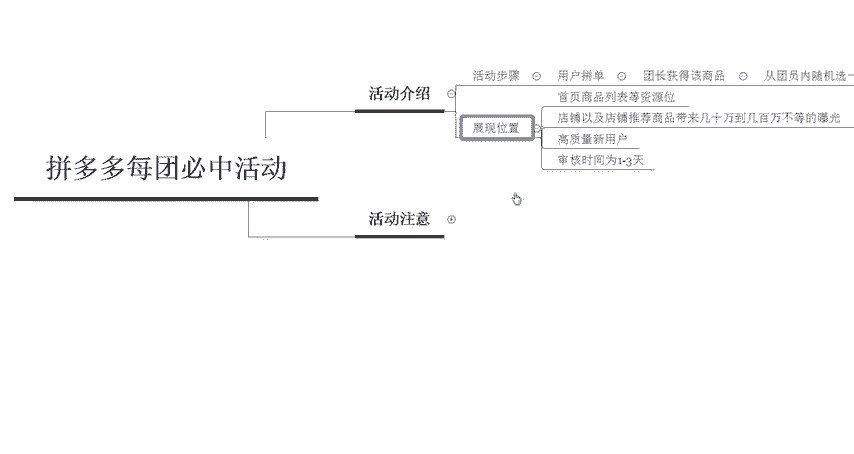 活动步骤 用户拼单 团长获得该商品 从团员内随机选一
活动介绍
首页商品列表等资源位
店铺以及店铺推荐商品带来几十万到几百万不等的曝光
展现位置
高质量新用户
审核时间为1-3天
拼多多每团必中活动
活动注意